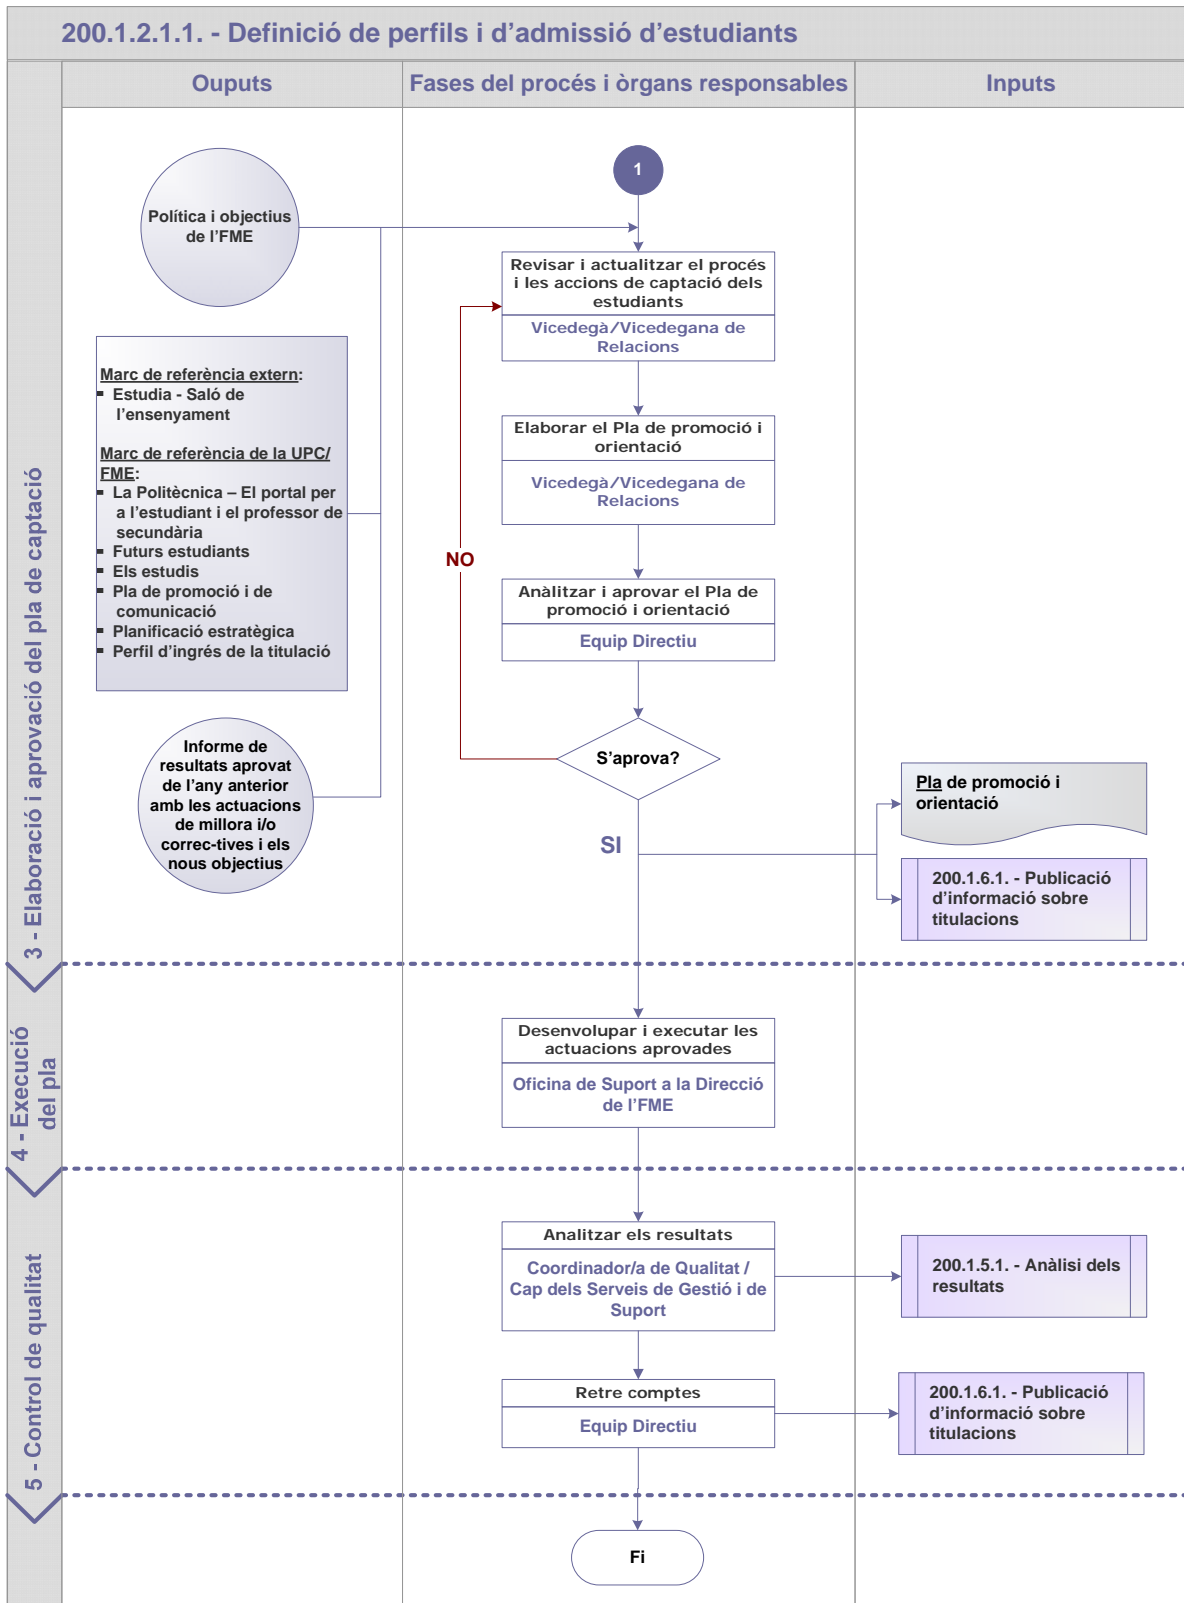 200.1.2.1.1. - Definició de perfils i d’admissió d’estudiants
Ouputs
Fases del procés i òrgans responsables
Inputs
3 - Elaboració i aprovació del pla de captació
1
Política i objectius
de l’FME
Revisar i actualitzar el procés
i les accions de captació dels
estudiants
Vicedegà/Vicedegana de
Relacions
Marc de referència extern:
Estudia - Saló de
l’ensenyament
Marc de referència de la UPC/
FME:
La Politècnica – El portal per
a l’estudiant i el professor de
secundària
Futurs estudiants
Els estudis
Pla de promoció i de
comunicació
Planificació estratègica
Perfil d’ingrés de la titulació
Elaborar el Pla de promoció i
orientació
Vicedegà/Vicedegana de
Relacions
NO
Anàlitzar i aprovar el Pla de
promoció i orientació
Equip Directiu
Informe de
resultats aprovat
de l’any anterior
amb les actuacions
de millora i/o
correc-tives i els
nous objectius
S’aprova?
SI
Pla de promoció i
orientació
200.1.6.1. - Publicació
d’informació sobre
titulacions
4 - Execució
del pla
Desenvolupar i executar les
actuacions aprovades
Oficina de Suport a la Direcció
de l’FME
5 - Control de qualitat
Analitzar els resultats
Coordinador/a de Qualitat /
Cap dels Serveis de Gestió i de
Suport
200.1.5.1. - Anàlisi dels
resultats
Retre comptes
Equip Directiu
200.1.6.1. - Publicació
d’informació sobre
titulacions
Fi